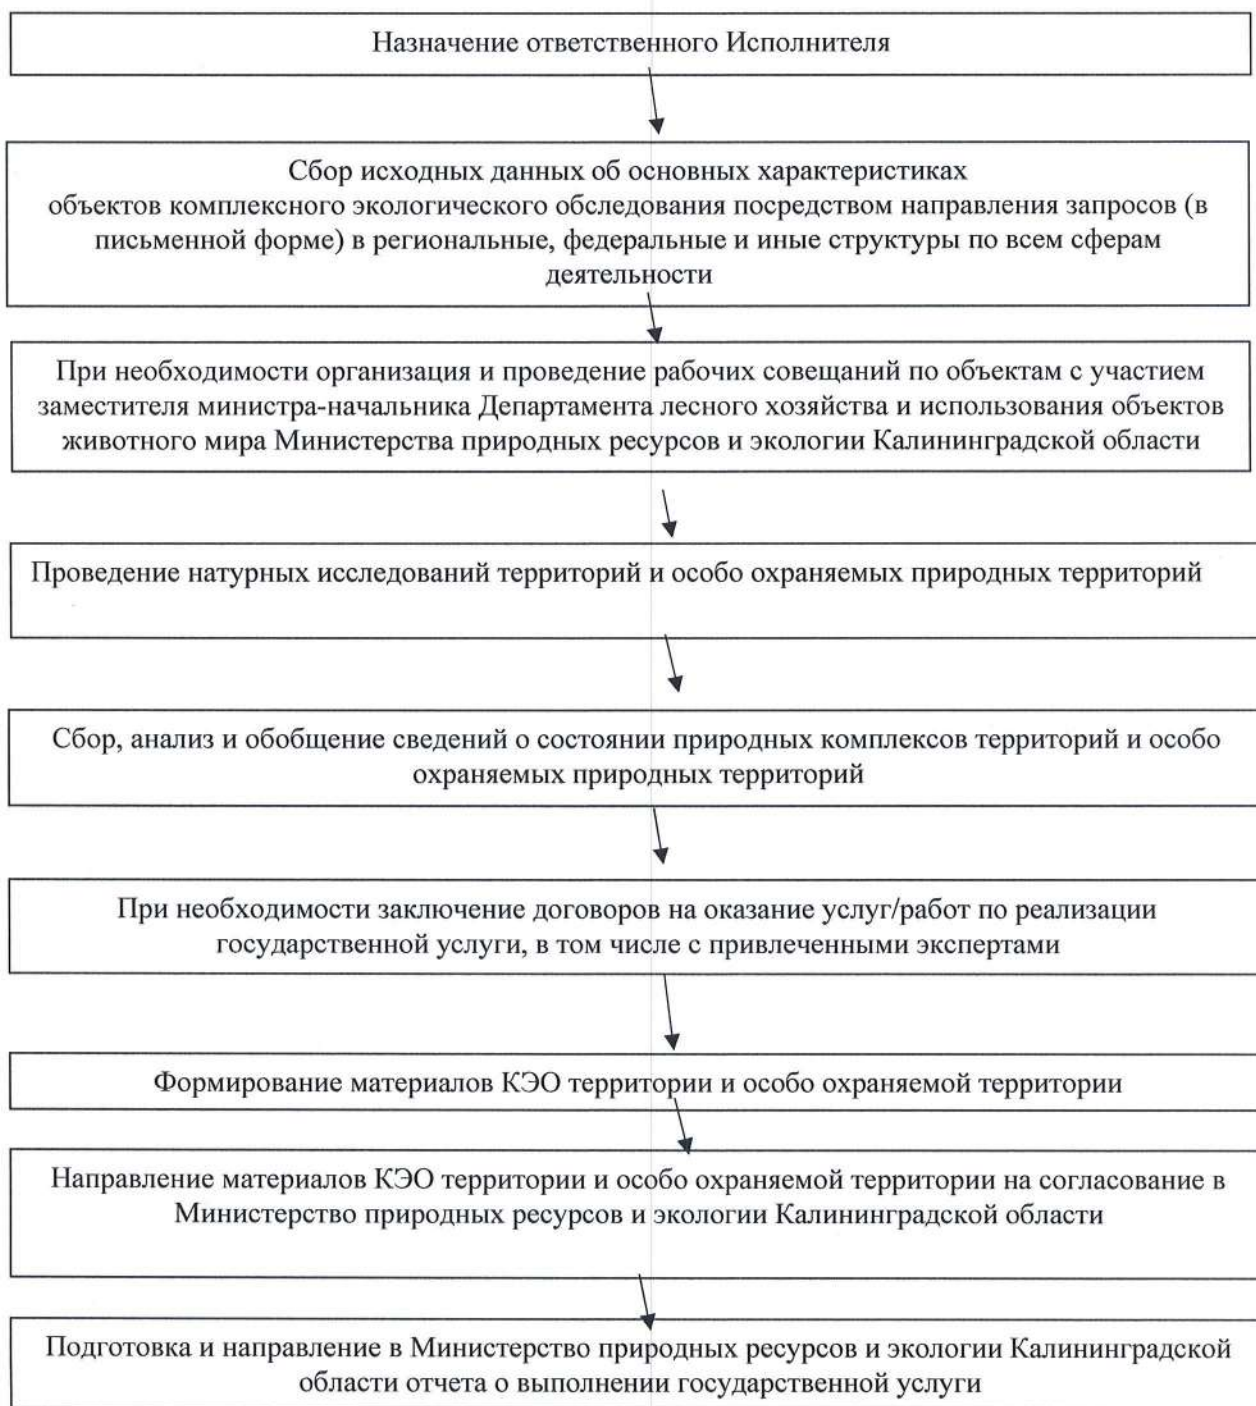 Назначение ответственного Исполнителя
Сбор исходных данных об основных характеристиках
объектов комплексного экологического обследования посредством направления запросов (в
письменной форме) в региональные, федеральные и иные структуры по всем сферам
деятельности
При необходимости организация и проведение рабочих совещаний по объектам с участием
заместителя министра-начальника Департамента лесного хозяйства и использования объектов
животного мира Министерства природных ресурсов и экологии Калининградской области
Проведение натурных исследований территорий и особо охраняемых природных территорий
Сбор, анализ и обобщение сведений о состоянии природных комплексов территорий и особо
охраняемых природных территорий
При необходимости заключение договоров на оказание услуг/работ по реализации
государственной услуги, в том числе с привлеченными экспертами
Формирование материалов КЭО территории и особо охраняемой территории
Направление материалов КЭО территории и особо охраняемой территории на согласование в
Министерство природных ресурсов и экологии Калининградской области
Подготовка и направление в Министерство природных ресурсов и экологии Калининградской
области отчета о выполнении государственной услуги